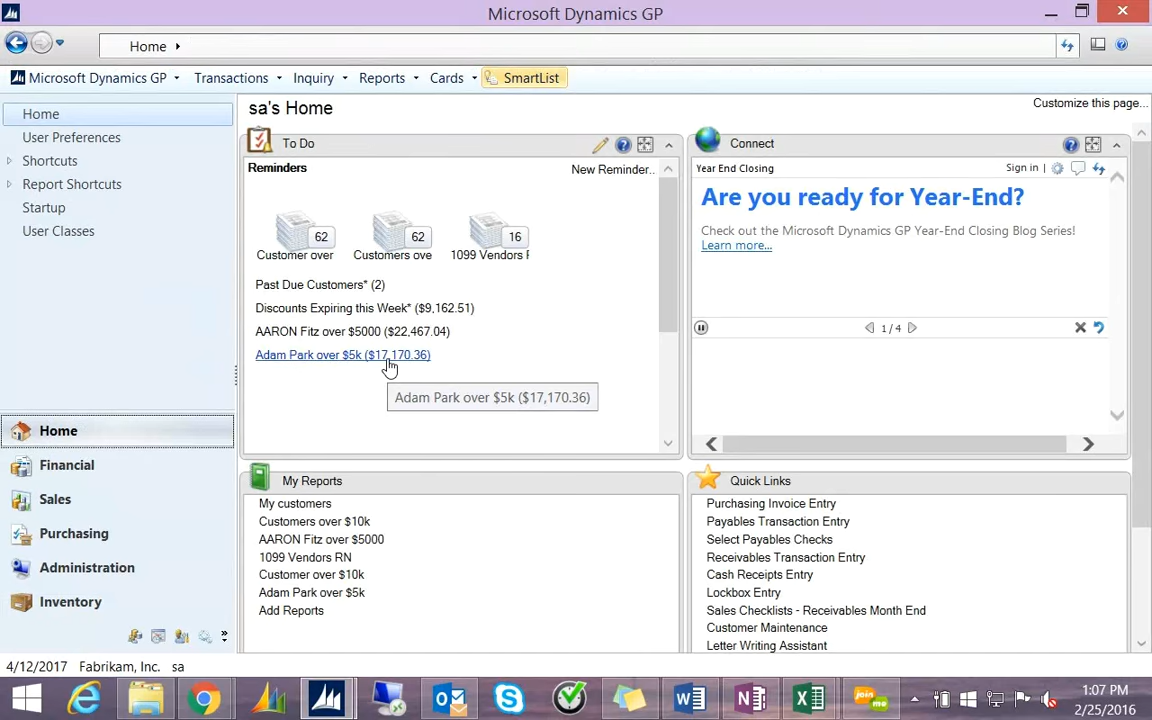 Microsoft Dynamics GP
Home
Microsoft Dynamics GP Transactions Inquiry Reports Cards SmartList
Home
User Preferences
Shortcuts
Report Shortcuts
Startup
User Classes
Home
Financial
Sales
Purchasing
Administration
Inventory
sa's Home
Customize this page...
To Do
Reminders
New Reminder..
62 62 16
Customer over Customers ove 1099 Vendors F
Past Due Customers* (2)
Discounts Expiring this Week* ($9,162.51)
AARON Fitz over $5000 ($22,467.04)
Adam Park over $5k ($17,170.36)
Adam Park over $5k ($17,170.36)
Connect
Year End Closing Sign in |
Are you ready for Year-End?
Check out the Microsoft Dynamics GP Year-End Closing Blog Series!
Learn more...
1 / 4
My Reports
My customers
Customers over $10k
AARON Fitz over $5000
1099 Vendors RN
Customer over $10k
Adam Park over $5k
Add Reports
Quick Links
Purchasing Invoice Entry
Payables Transaction Entry
Select Payables Checks
Receivables Transaction Entry
Cash Receipts Entry
Lockbox Entry
Sales Checklists - Receivables Month End
Customer Maintenance
Letter Writing Assistant
4/12/2017 Fabrikam, Inc. sa
join me
1:07 PM
2/25/2016